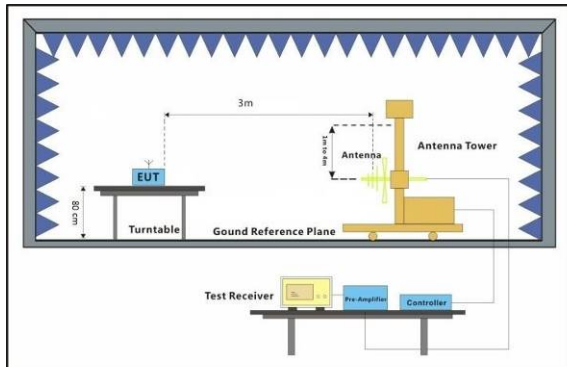 3m
1m to 4m
Antenna
Antenna Tower
EUT
80 cm
Turntable
Gound Reference Plane
Test Receiver
Pre-Amplifier
Controller